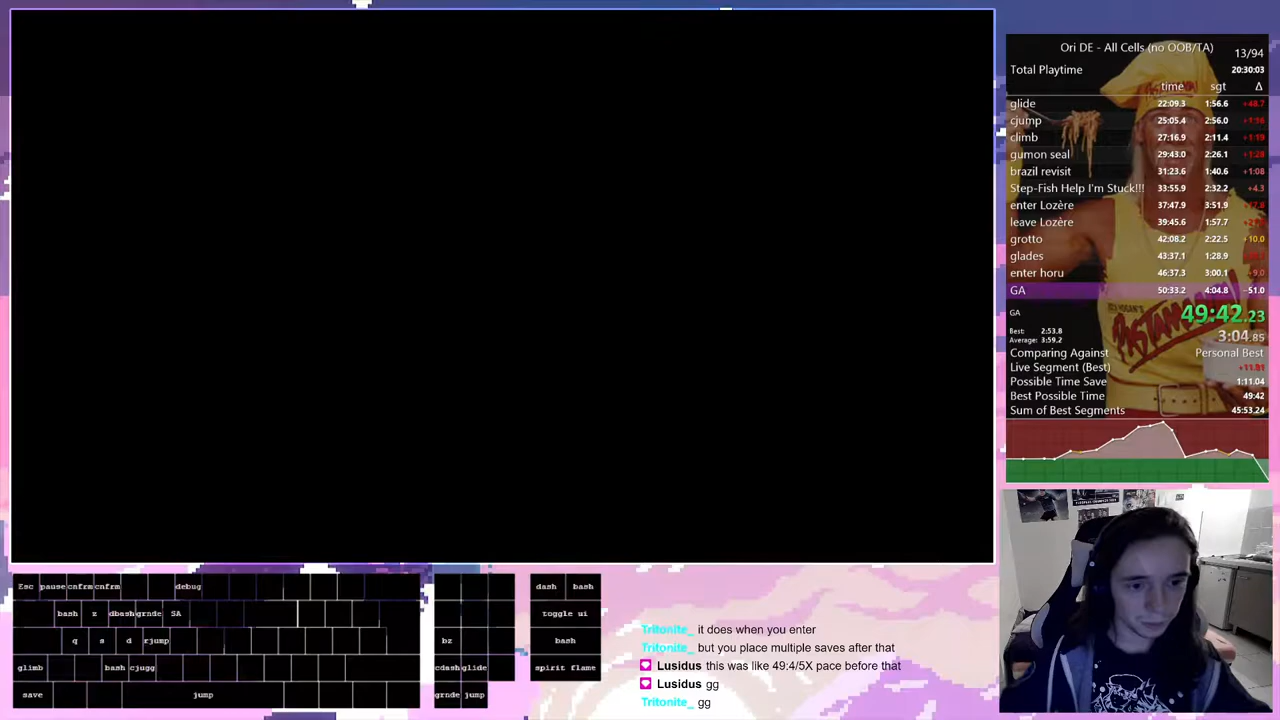 Ori DE - All Cells (no OOB/TA)
13/94
Total Playtime 20:30:03
time sgt Δ
glide 22:09.3 1:56.6 +48.7
cjump 25:05.4 2:56.0 +1:16
climb 27:16.9 2:11.4 +1:19
gumon seal 29:43.0 2:26.1 +1:28
brazil revisit 31:23.6 1:40.6 +1:08
Step-Fish Help I'm Stuck!!! 33:55.9 2:32.2 +4.3
enter Lozère 37:47.9 3:51.9
leave Lozère 39:45.6 1:57.7
grotto 42:08.2 2:22.5 +10.0
glades 43:37.1 1:28.9
enter horu 46:37.3 3:00.1 +9.0
GA 50:33.2 4:04.8 −51.0
GA 49:42.23
Best: 2:53.8
Average: 3:59.2
3:04.85
Comparing Against Personal Best
Live Segment (Best) +11.01
Possible Time Save 1:11.04
Best Possible Time 49:42
Sum of Best Segments 45:53.24
Esc pause cnfrm cnfrm debug
bash z dbash grnde SA
q s d rjump
glimb bash cjugg
save jump
bz
cdash glide
grnde jump
dash bash
toggle ui
bash
spirit flame
Tritonite_ it does when you enter
Tritonite_ but you place multiple saves after that
Lusidus this was like 49:4/5X pace before that
Lusidus gg
Tritonite_ gg